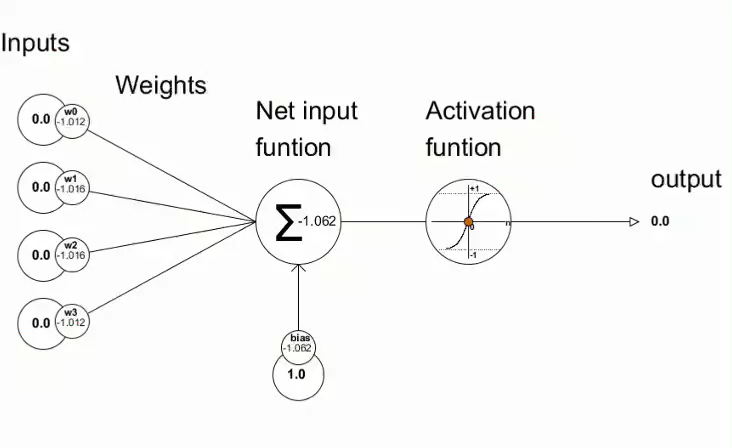 Inputs
Weights
Net input
funtion
Activation
funtion
output
0.0
w0
-1.012
0.0
w1
-1.016
0.0
w2
-1.016
0.0
w3
-1.012
Σ-1.062
+1
0
n
-1
0.0
bias
-1.062
1.0